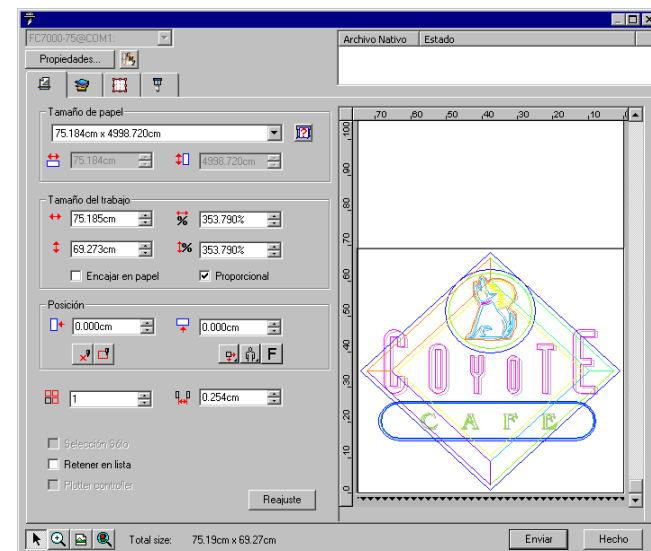 FC7000-75@COM1:
Propiedades...
Archivo Nativo Estado
Tamaño de papel
75.184cm x 4998.720cm
75.184cm 4998.720cm
Tamaño del trabajo
75.185cm 353.790%
69.273cm 353.790%
Encajar en papel Proporcional
Posición
0.000cm 0.000cm
F
1 0.254cm
Selección Sólo
Retener en lista
Plotter controller
Reajuste
,70 ,60 ,50 ,40 ,30 ,20 ,10 ,0
100
90
80
70
60
50
40
30
20
10
0
COYOTE
CAFE
Total size: 75.19cm x 69.27cm
Enviar Hecho